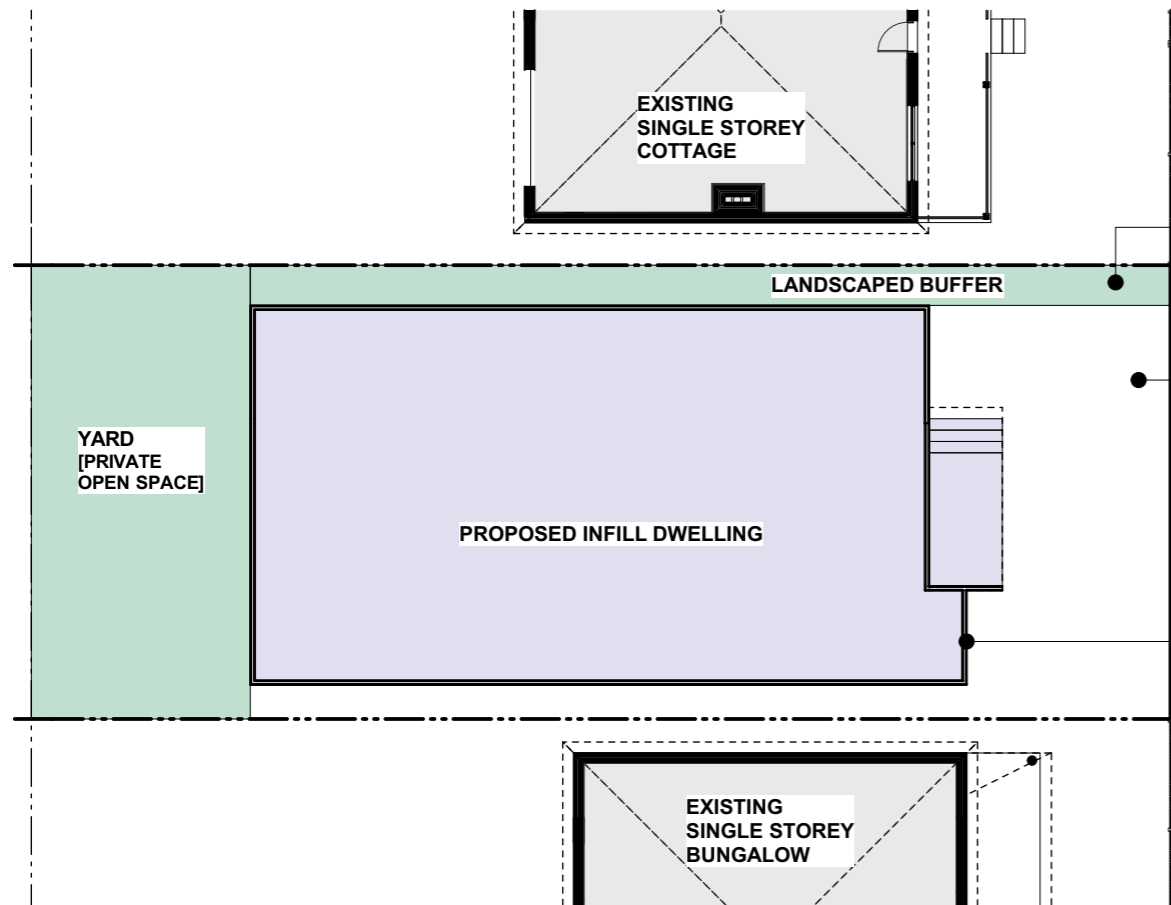 EXISTING
SINGLE STOREY
COTTAGE
LANDSCAPED BUFFER
YARD
[PRIVATE
OPEN SPACE]
PROPOSED INFILL DWELLING
EXISTING
SINGLE STOREY
BUNGALOW